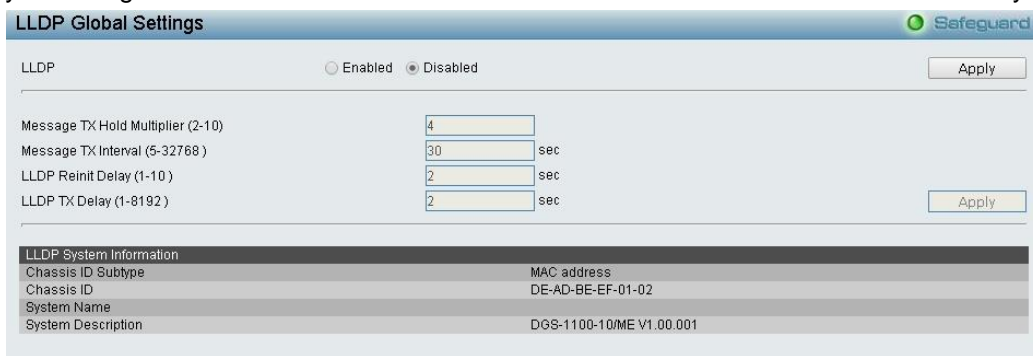 LLDP Global Settings Safeguard
LLDP Enabled Disabled Apply
Message TX Hold Multiplier (2-10) 4
Message TX Interval (5-32768 ) 30 sec
LLDP Reinit Delay (1-10 ) 2 sec
LLDP TX Delay (1-8192 ) 2 sec Apply
LLDP System Information
Chassis ID Subtype MAC address
Chassis ID DE-AD-BE-EF-01-02
System Name
System Description DGS-1100-10/ME V1.00.001